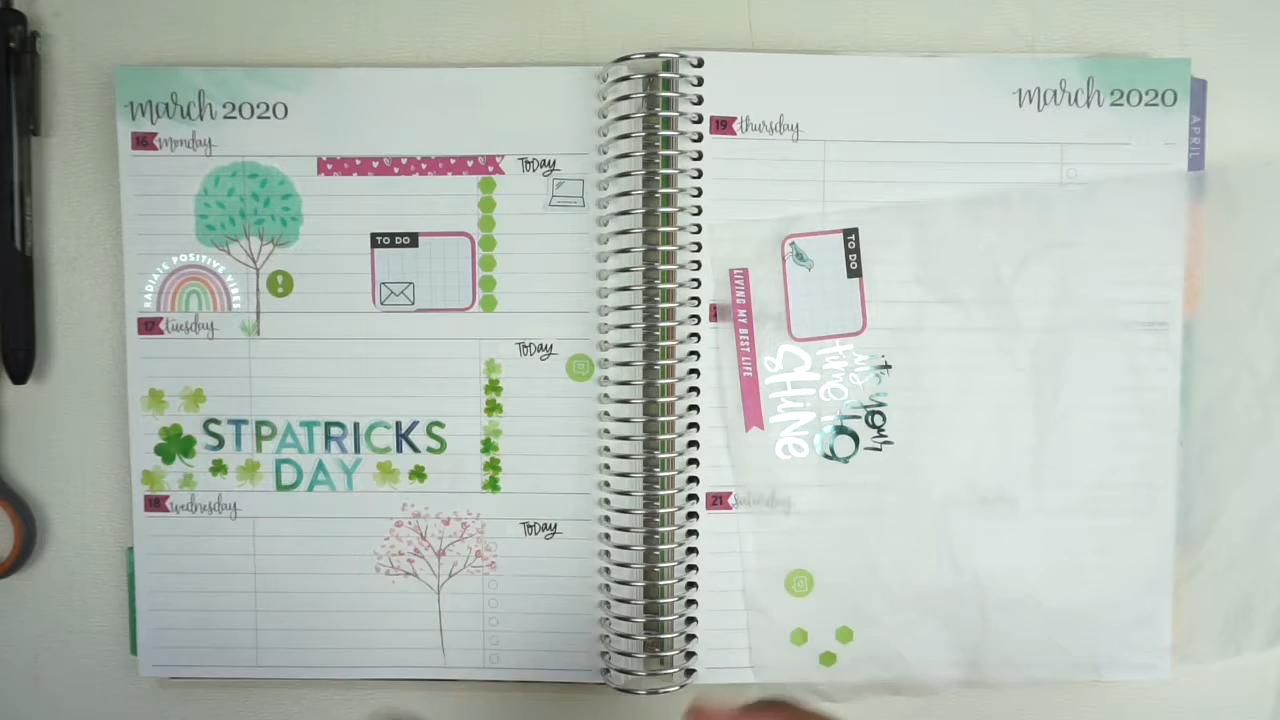 march 2020
16 monday
TODAY
RADIATE POSITIVE VIBES
TO DO
17 tuesday
TODAY
ST PATRICKS
DAY
18 wednesday
TODAY
march 2020
19 thursday
APRIL
TO DO
LIVING MY BEST LIFE
it's your
time to
SHINE
21 saturday